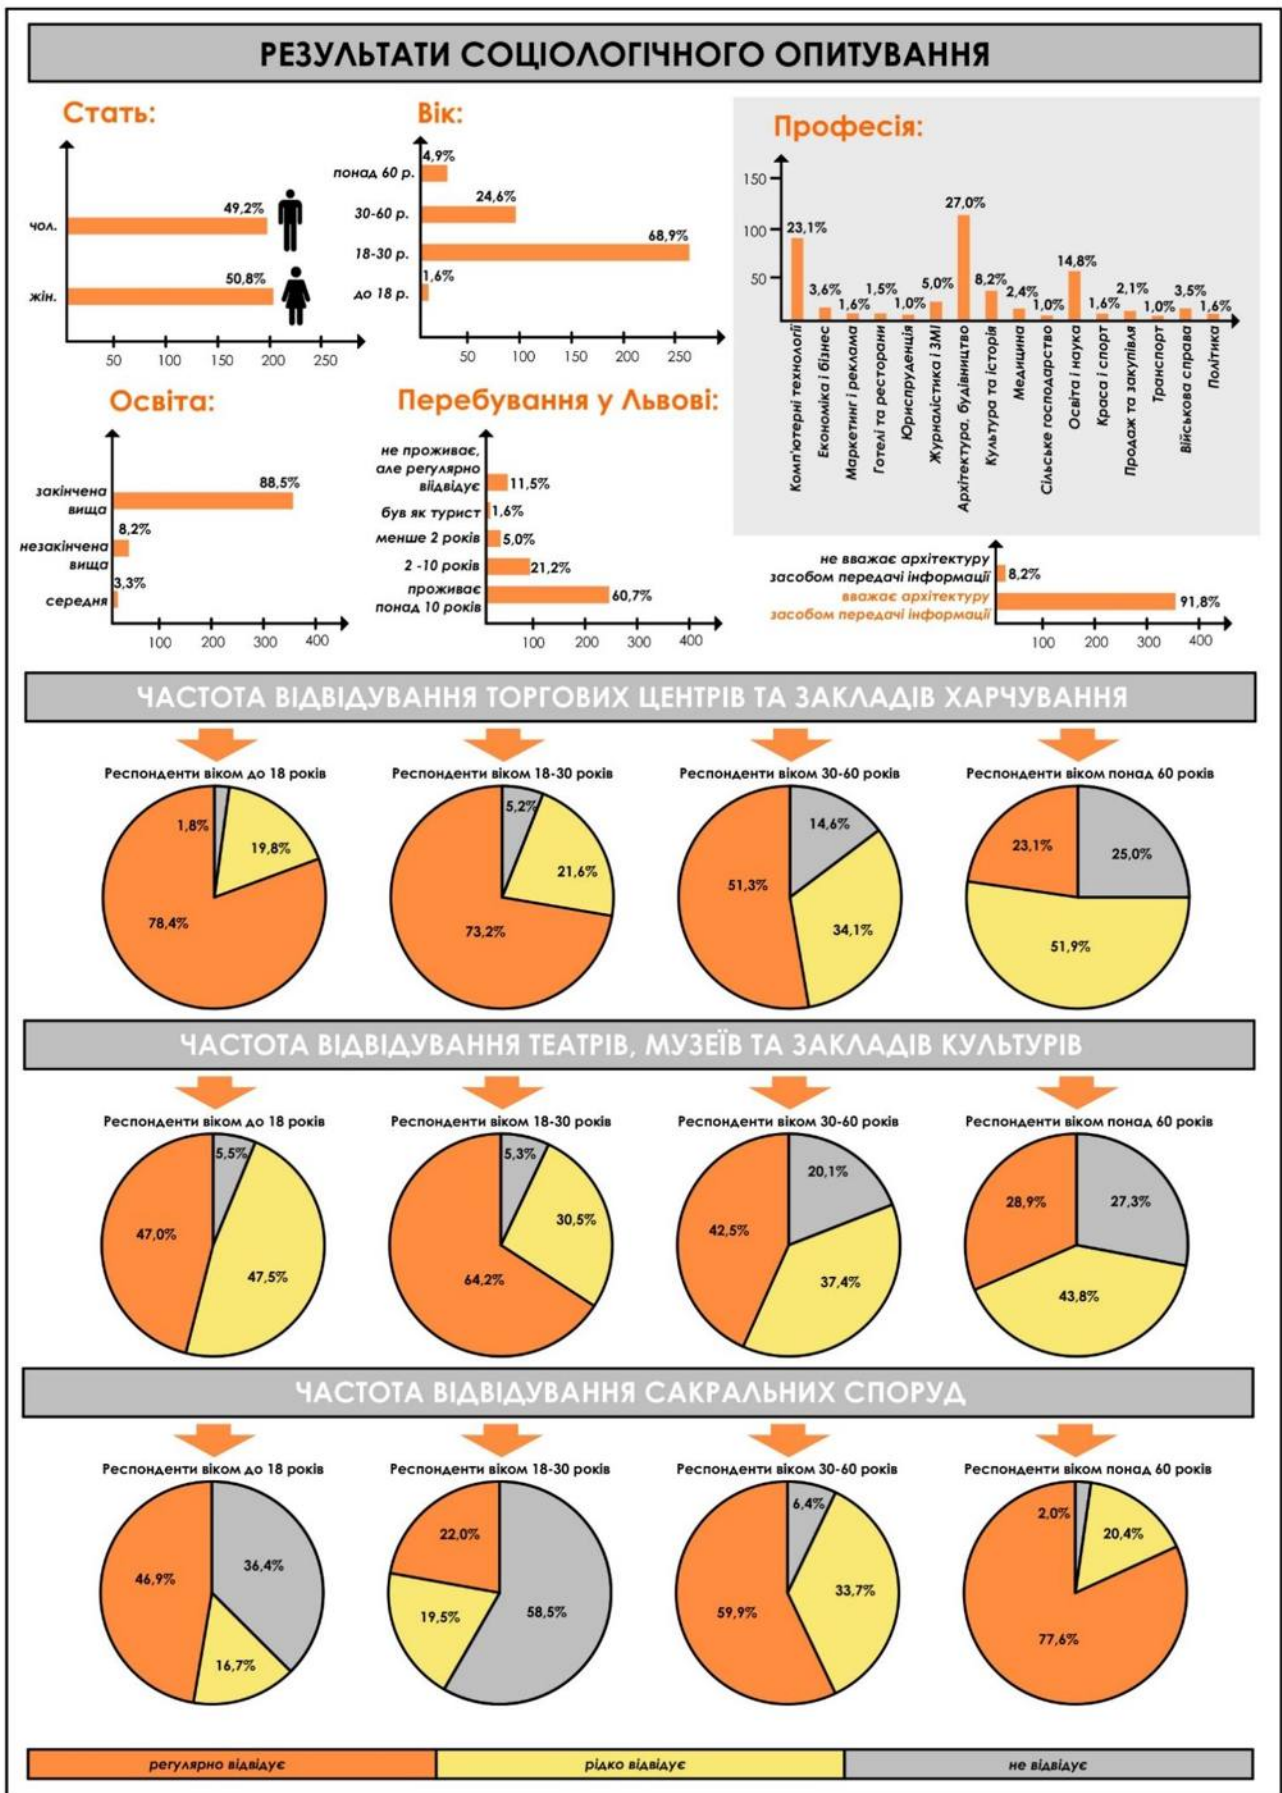 РЕЗУЛЬТАТИ СОЦІОЛОГІЧНОГО ОПИТУВАННЯ
Стать:
чол.
49,2%
жін.
50,8%
50 100 150 200 250
Вік:
понад 60 р.
4,9%
30-60 р.
24,6%
18-30 р.
68,9%
до 18 р.
1,6%
50 100 150 200 250
Професія:
150
100
50
23,1%
3,6%
1,6%
1,5%
1,0%
5,0%
27,0%
8,2%
2,4%
1,0%
14,8%
1,6%
2,1%
1,0%
3,5%
1,6%
Комп'ютерні технології
Економіка і бізнес
Маркетинг і реклама
Готелі та ресторани
Юриспруденція
Журналістика і ЗМІ
Архітектура, будівництво
Культура та історія
Медицина
Сільське господарство
Освіта і наука
Краса і спорт
Продаж та закупівля
Транспорт
Військова справа
Політика
Освіта:
закінчена
вища
88,5%
незакінчена
вища
8,2%
середня
3,3%
100 200 300 400
Перебування у Львові:
не проживає,
але регулярно
віідвідує
11,5%
був як турист
1,6%
менше 2 років
5,0%
2 -10 років
21,2%
проживає
понад 10 років
60,7%
100 200 300 400
не вважає архітектуру
засобом передачі інформації
8,2%
вважає архітектуру
засобом передачі інформації
91,8%
100 200 300 400
ЧАСТОТА ВІДВІДУВАННЯ ТОРГОВИХ ЦЕНТРІВ ТА ЗАКЛАДІВ ХАРЧУВАННЯ
Респонденти віком до 18 років
1,8%
19,8%
78,4%
Респонденти віком 18-30 років
5,2%
21,6%
73,2%
Респонденти віком 30-60 років
14,6%
51,3%
34,1%
Респонденти віком понад 60 років
23,1%
25,0%
51,9%
ЧАСТОТА ВІДВІДУВАННЯ ТЕАТРІВ, МУЗЕЇВ ТА ЗАКЛАДІВ КУЛЬТУРІВ
Респонденти віком до 18 років
5,5%
47,0%
47,5%
Респонденти віком 18-30 років
5,3%
30,5%
64,2%
Респонденти віком 30-60 років
20,1%
42,5%
37,4%
Респонденти віком понад 60 років
28,9%
27,3%
43,8%
ЧАСТОТА ВІДВІДУВАННЯ САКРАЛЬНИХ СПОРУД
Респонденти віком до 18 років
36,4%
46,9%
16,7%
Респонденти віком 18-30 років
22,0%
19,5%
58,5%
Респонденти віком 30-60 років
6,4%
59,9%
33,7%
Респонденти віком понад 60 років
2,0%
20,4%
77,6%
регулярно відвідує
рідко відвідує
не відвідує